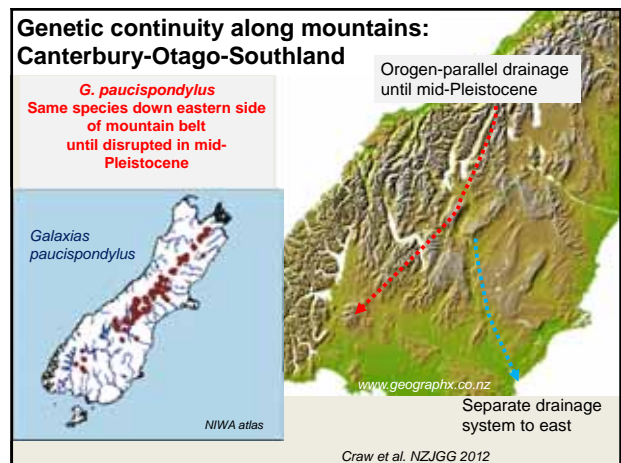 Genetic continuity along mountains:
Canterbury-Otago-Southland
Orogen-parallel drainage
until mid-Pleistocene
G. paucispondylus
Same species down eastern side
of mountain belt
until disrupted in mid-
Pleistocene
Galaxias
paucispondylus
NIWA atlas
www.geographx.co.nz
Separate drainage
system to east
Craw et al. NZJGG 2012